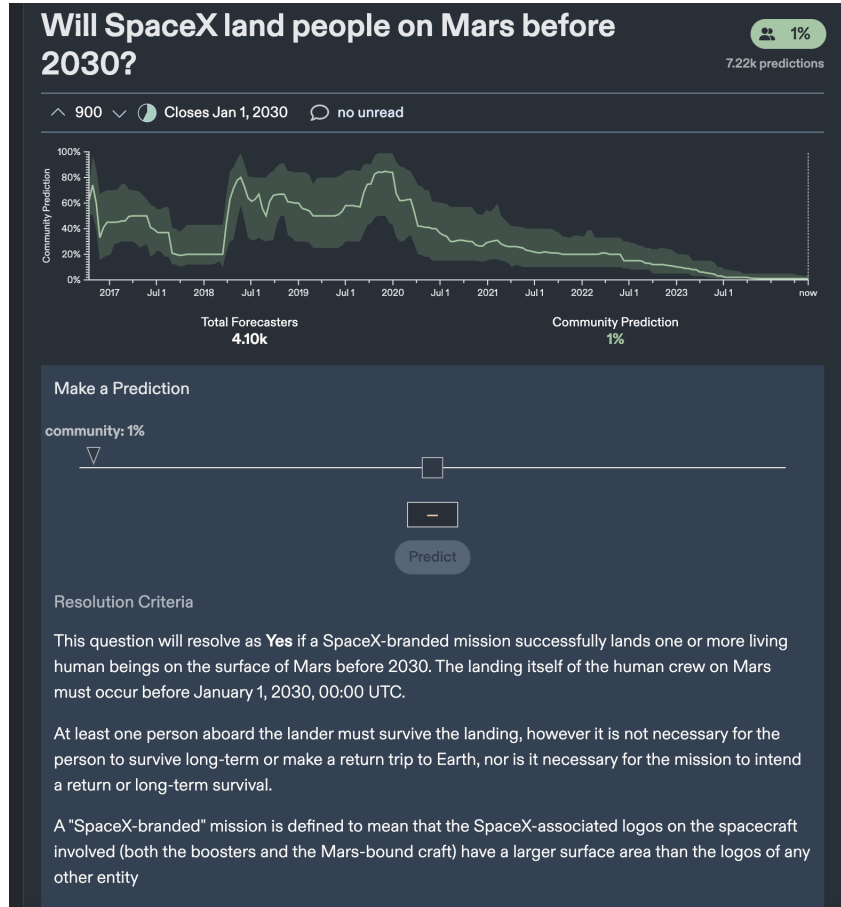 Will SpaceX land people on Mars before
2030?
1%
7.22k predictions
900
Closes Jan 1, 2030
no unread
100%
80%
60%
40%
20%
0%
Community Prediction
2017
Jul 1
2018
Jul 1
2019
Jul 1
2020
Jul 1
2021
Jul 1
2022
Jul 1
2023
Jul 1
now
Total Forecasters
4.10k
Community Prediction
1%
Make a Prediction
community: 1%
–
Predict
Resolution Criteria
This question will resolve as Yes if a SpaceX-branded mission successfully lands one or more living
human beings on the surface of Mars before 2030. The landing itself of the human crew on Mars
must occur before January 1, 2030, 00:00 UTC.
At least one person aboard the lander must survive the landing, however it is not necessary for the
person to survive long-term or make a return trip to Earth, nor is it necessary for the mission to intend
a return or long-term survival.
A "SpaceX-branded" mission is defined to mean that the SpaceX-associated logos on the spacecraft
involved (both the boosters and the Mars-bound craft) have a larger surface area than the logos of any
other entity